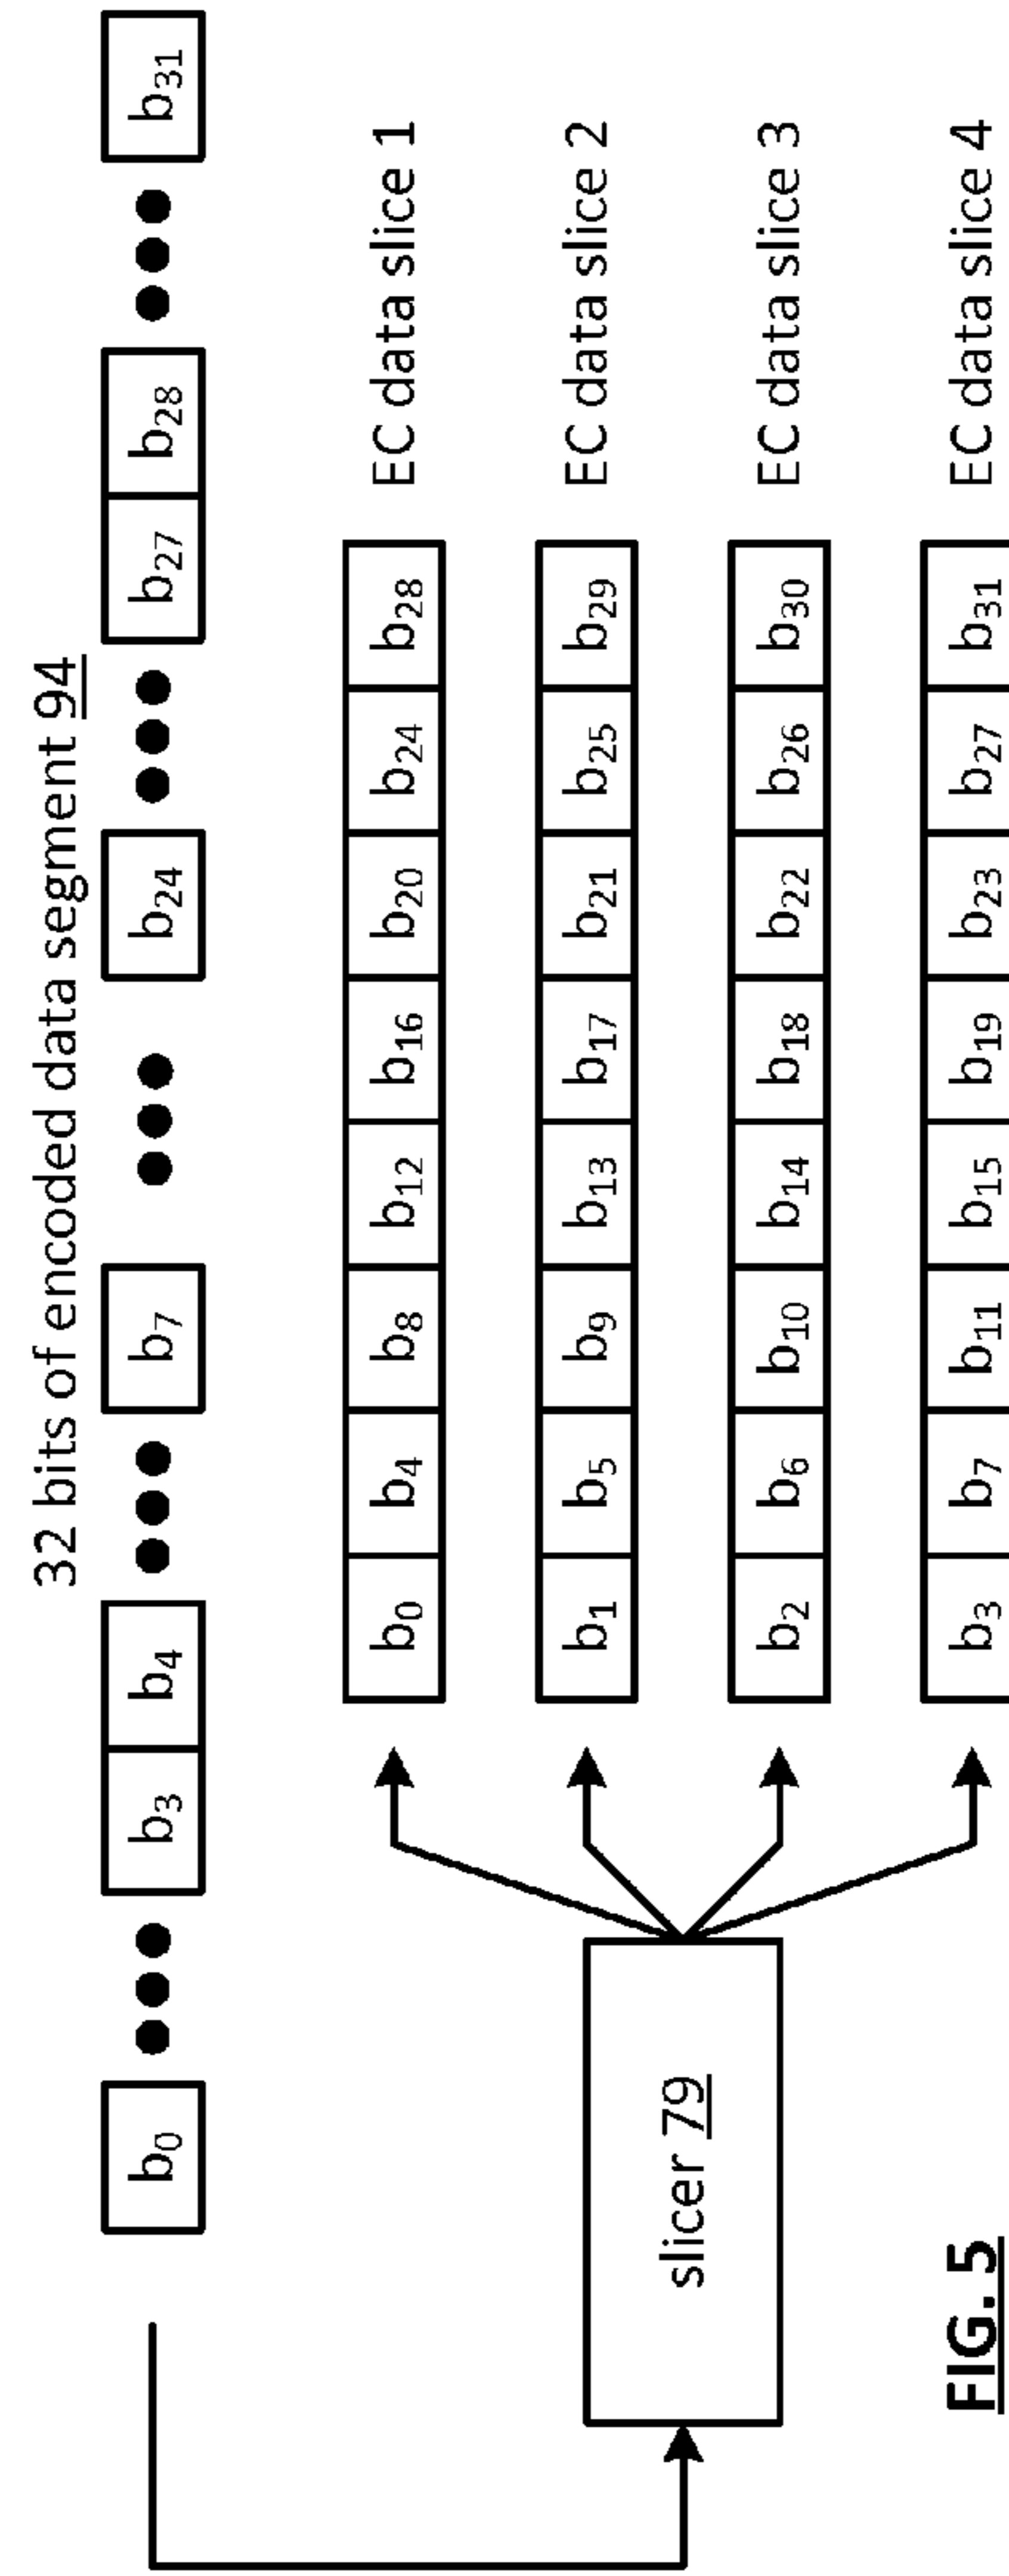 32 bits of encoded data segment 94
b0 ●●● b3 b4 ●●● b7 ●●● b24 ●●● b27 b28 ●●● b31
b0 b4 b8 b12 b16 b20 b24 b28 EC data slice 1
b1 b5 b9 b13 b17 b21 b25 b29 EC data slice 2
slicer 79
b2 b6 b10 b14 b18 b22 b26 b30 EC data slice 3
b3 b7 b11 b15 b19 b23 b27 b31 EC data slice 4
FIG. 5